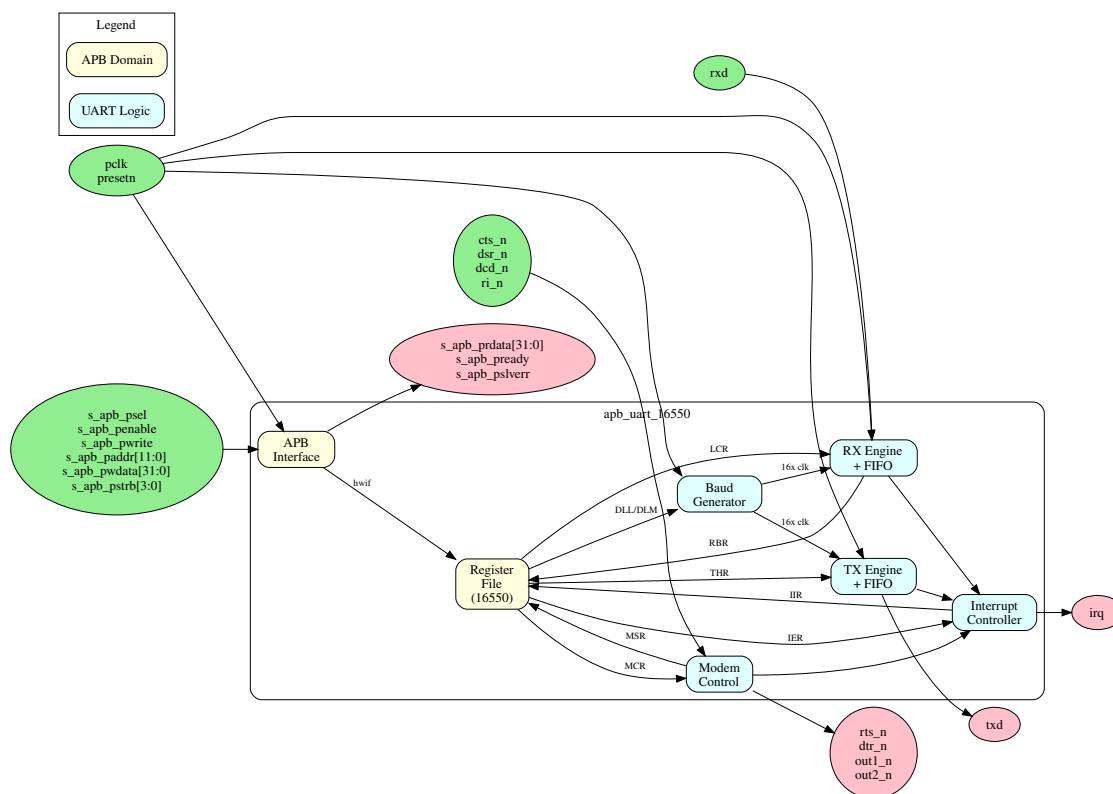 Legend
APB Domain
UART Logic
rxd
pclk
presetn
cts_n
dsr_n
dcd_n
ri_n
s_apb_prdata[31:0]
s_apb_pready
s_apb_pslverr
s_apb_psel
s_apb_penable
s_apb_pwrite
s_apb_paddr[11:0]
s_apb_pwdata[31:0]
s_apb_pstrb[3:0]
apb_uart_16550
APB
Interface
hwif
LCR
RX Engine
+ FIFO
16x clk
Baud
Generator
DLL/DLM
16x clk
RBR
Register
File
(16550)
THR
TX Engine
+ FIFO
IIR
Interrupt
Controller
irq
IER
MSR
MCR
Modem
Control
txd
rts_n
dtr_n
out1_n
out2_n